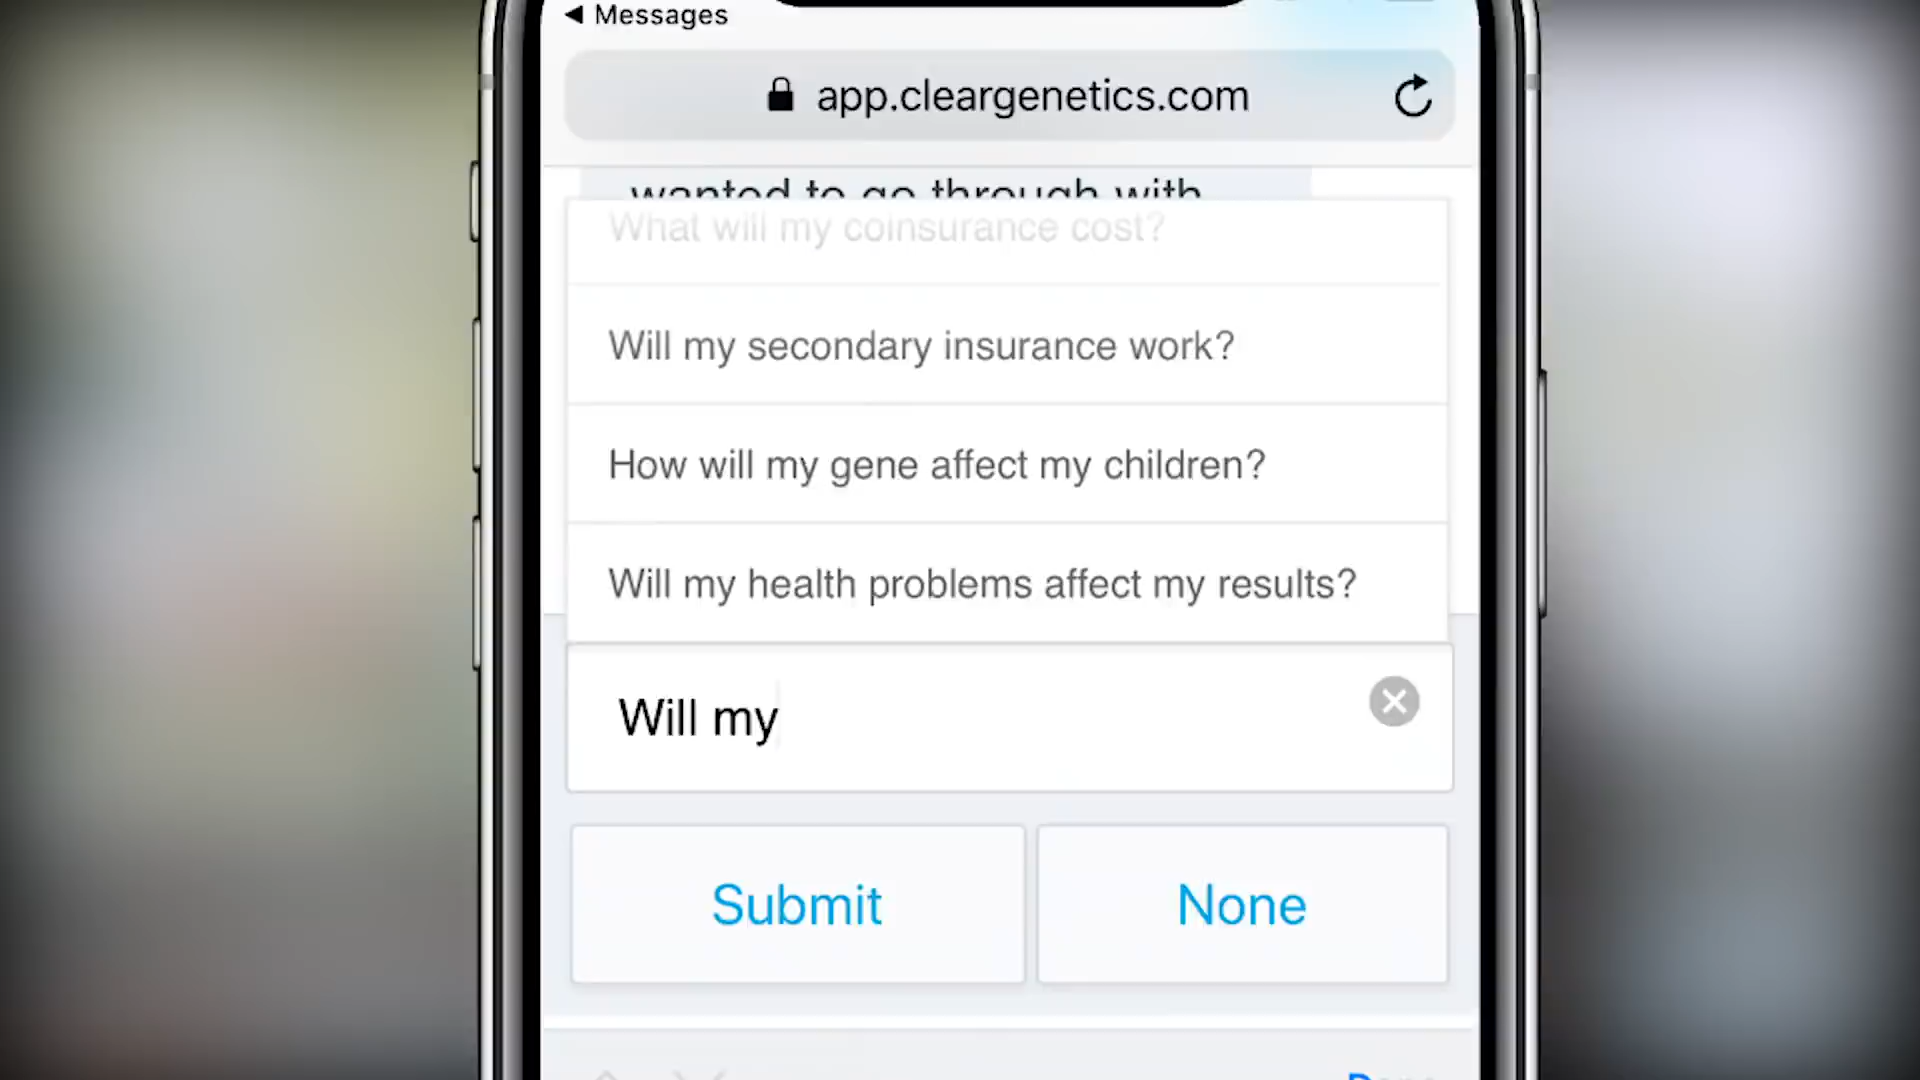 Messages
app.cleargenetics.com
wanted to go through with
What will my coinsurance cost?
Will my secondary insurance work?
How will my gene affect my children?
Will my health problems affect my results?
Will my
Submit
None
Done